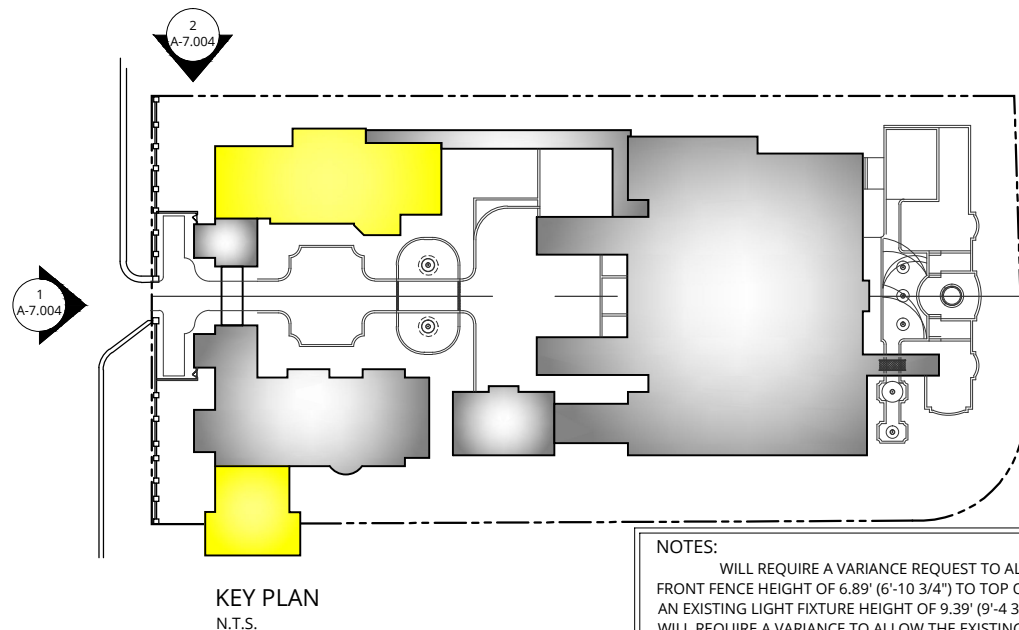 2
A-7.004
1
A-7.004
KEY PLAN
N.T.S.
NOTES:
WILL REQUIRE A VARIANCE REQUEST TO AL
FRONT FENCE HEIGHT OF 6.89' (6'-10 3/4") TO TOP O
AN EXISTING LIGHT FIXTURE HEIGHT OF 9.39' (9'-4 3
WILL REQUIRE A VARIANCE TO ALLOW THE EXISTING